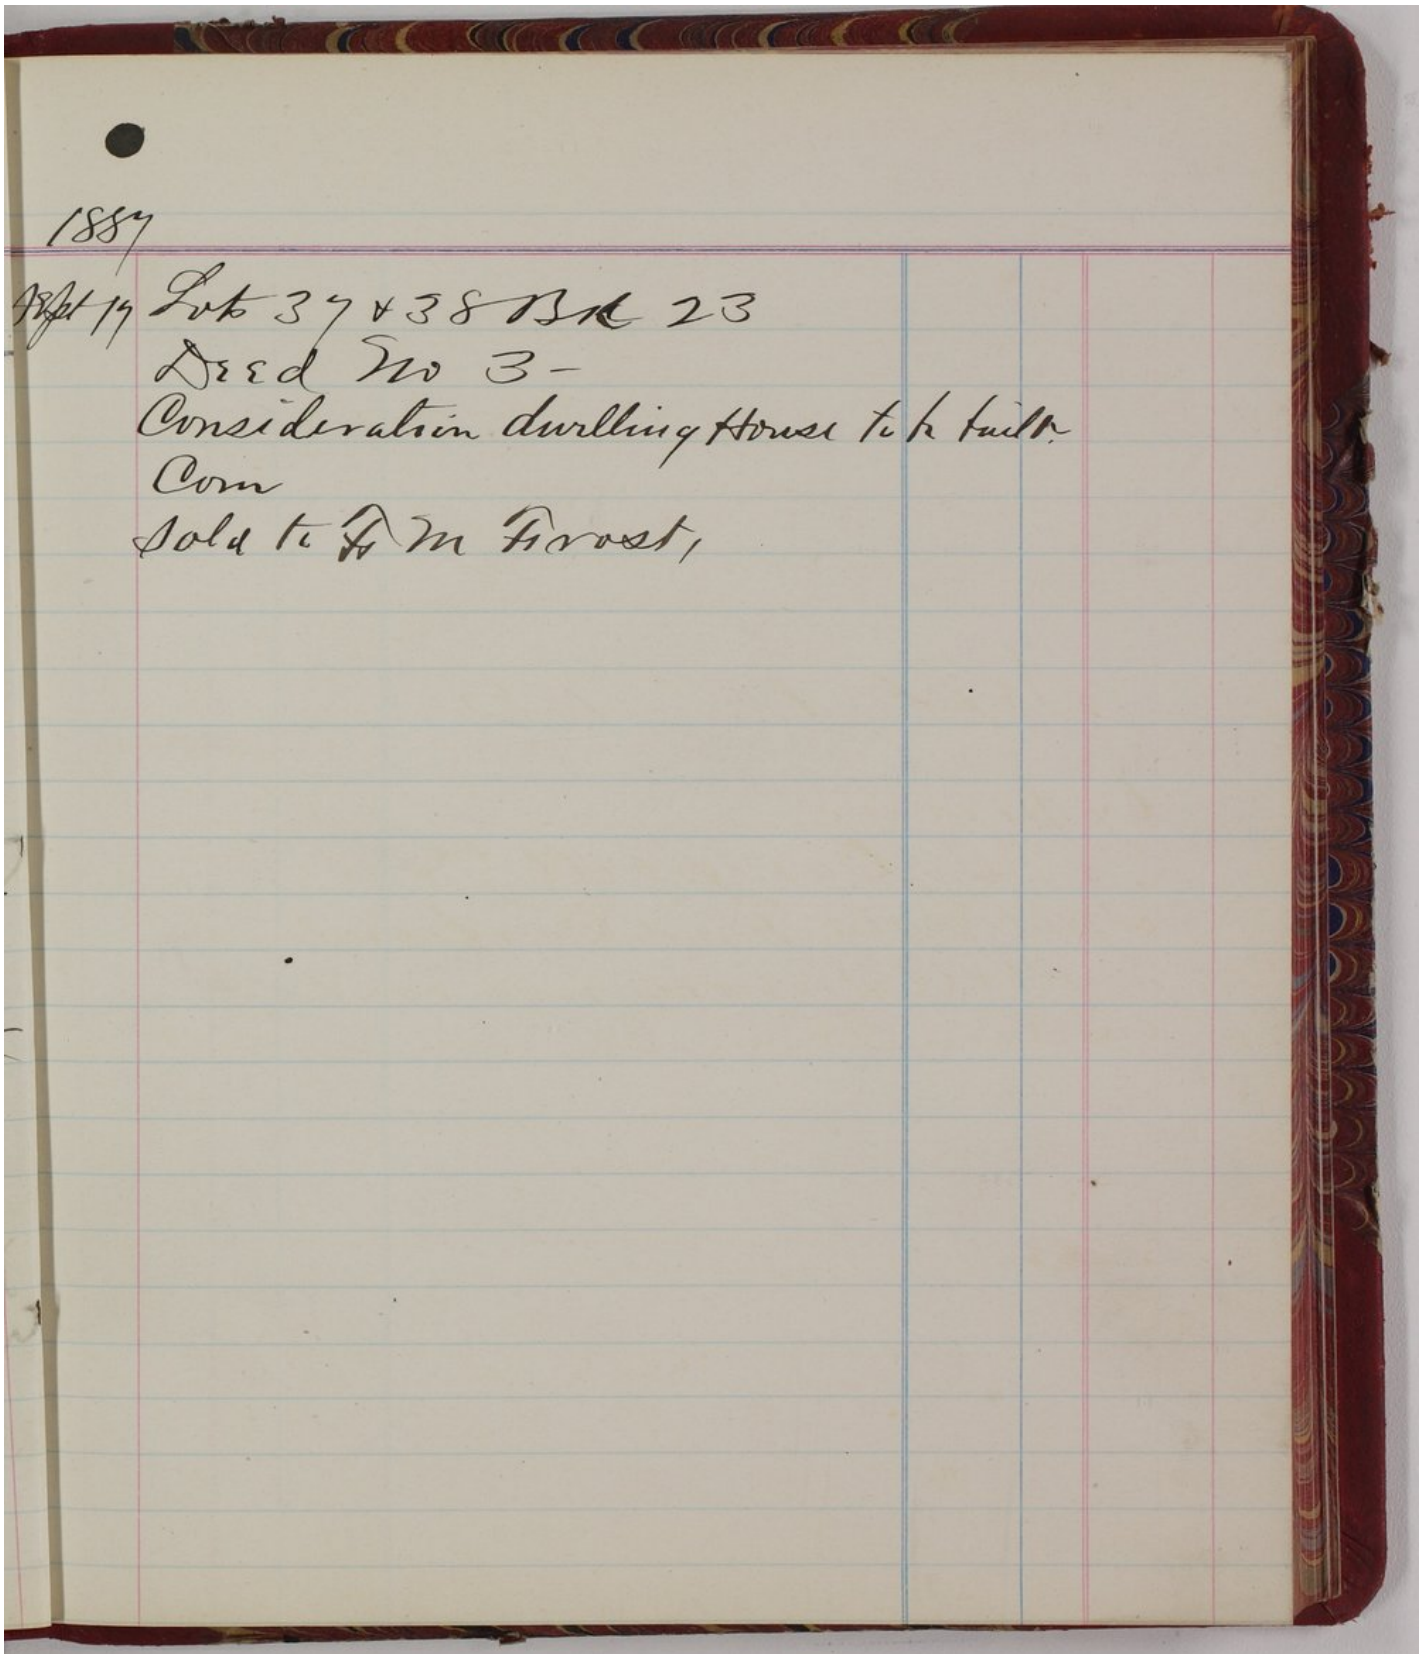 1887
Sept 17 Lots 37 & 38 Blk 23
Deed No 3-
Consideration dwelling House to be built
Com
Sold to F M Frost,